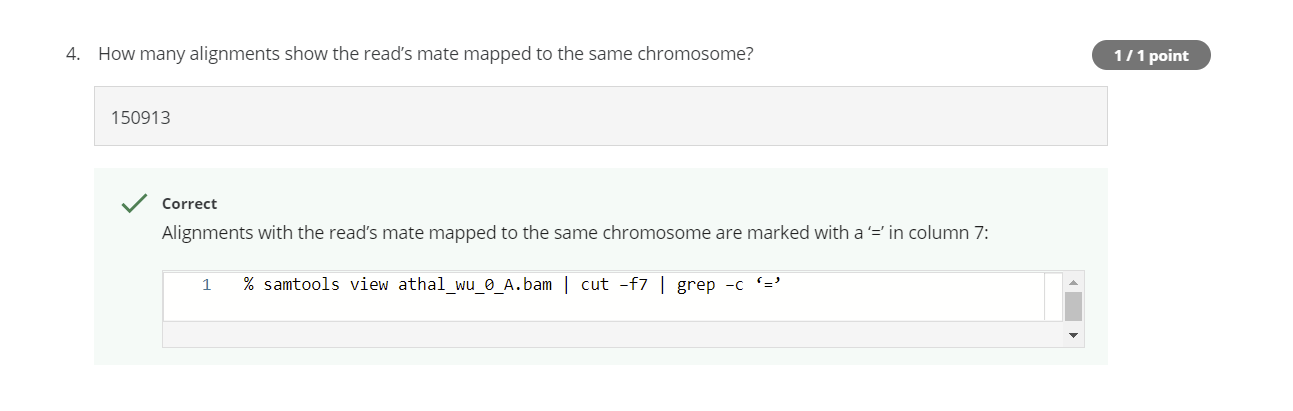 4. How many alignments show the read’s mate mapped to the same chromosome?
1 / 1 point
150913
Correct
Alignments with the read’s mate mapped to the same chromosome are marked with a ‘=’ in column 7:
1 % samtools view athal_wu_0_A.bam | cut –f7 | grep –c ‘=’